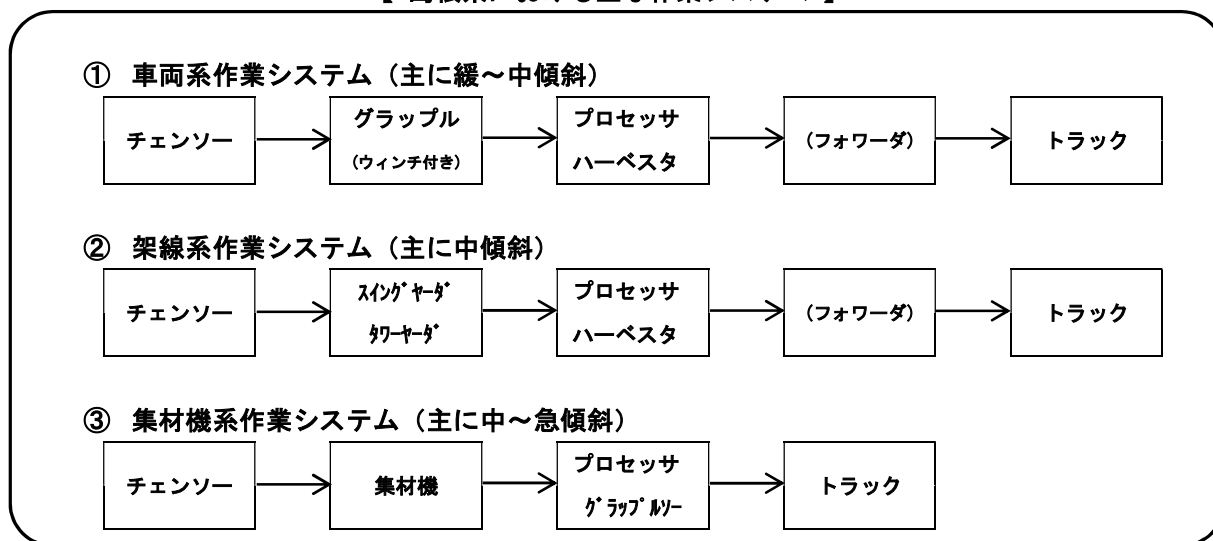 ① 車両系作業システム（主に緩～中傾斜）
チェンソー
グラップル
（ウィンチ付き）
プロセッサ
ハーベスタ
（フォワーダ）
トラック
② 架線系作業システム（主に中傾斜）
チェンソー
ｽｲﾝｸﾞﾔｰﾀﾞ
ﾀﾜｰﾔｰﾀﾞ
プロセッサ
ハーベスタ
（フォワーダ）
トラック
③ 集材機系作業システム（主に中～急傾斜）
チェンソー
集材機
プロセッサ
ｸﾞﾗｯﾌﾟﾙｿｰ
トラック